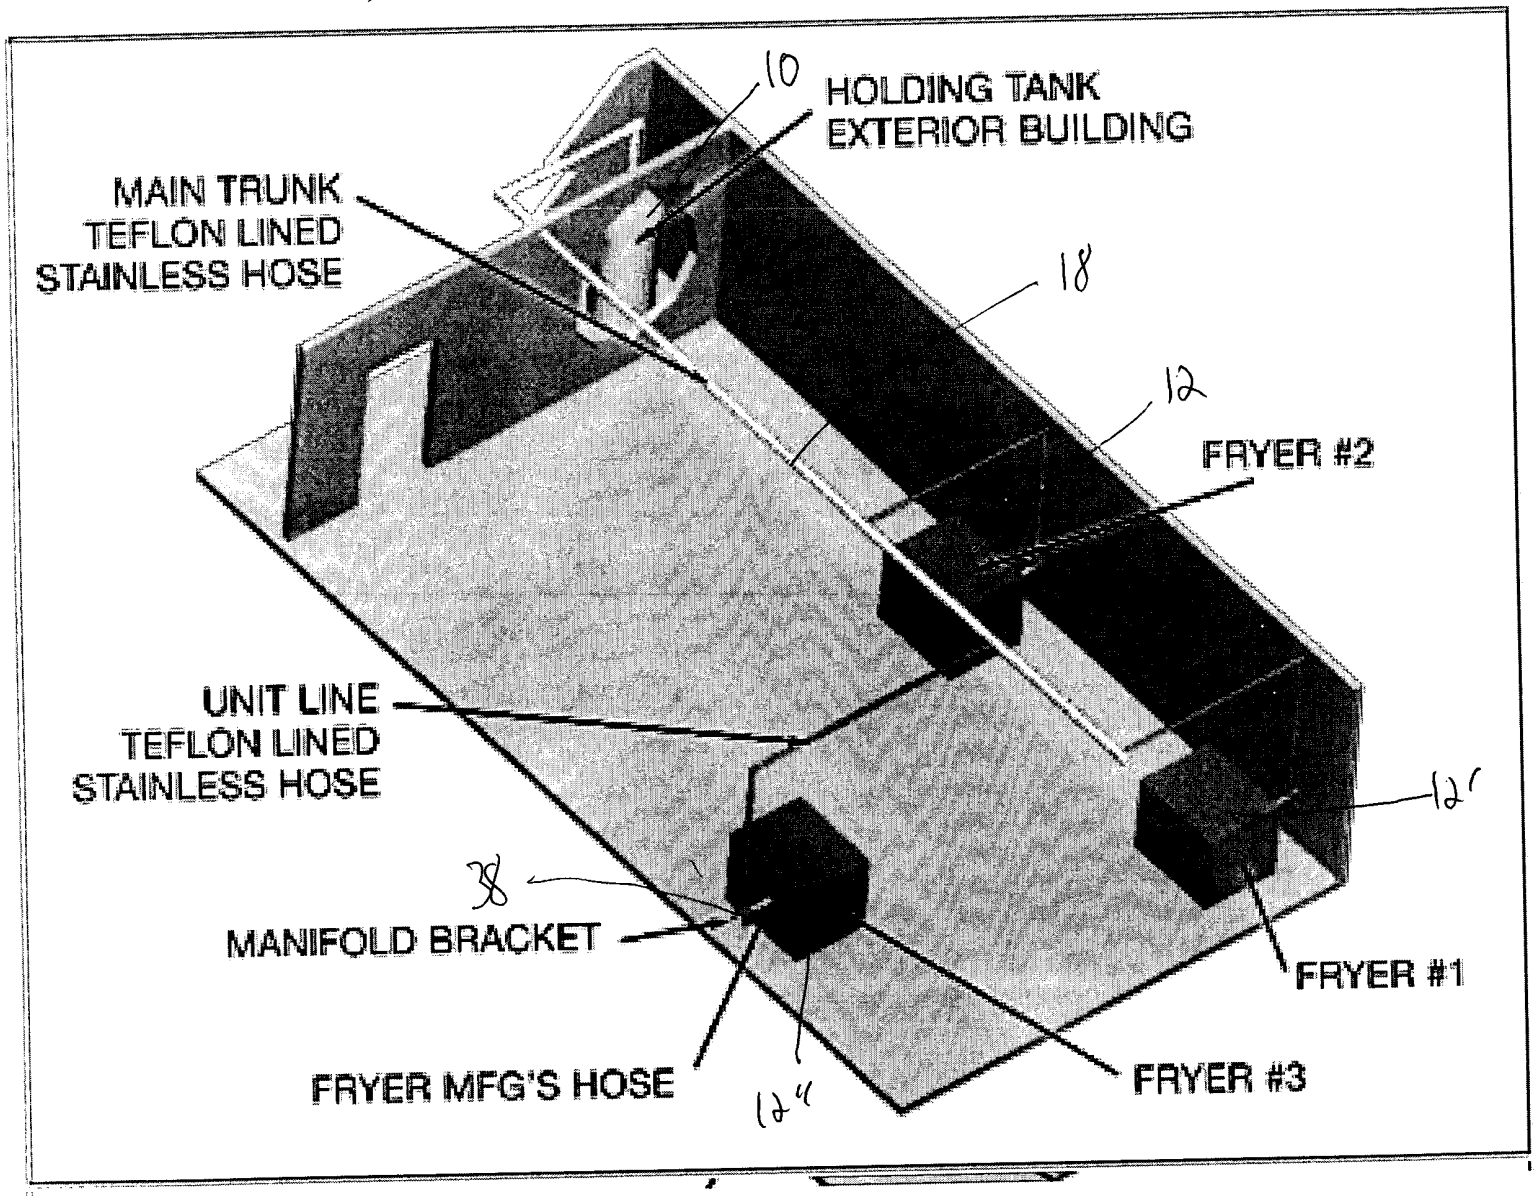 10
HOLDING TANK
EXTERIOR BUILDING
MAIN TRUNK
TEFLON LINED
STAINLESS HOSE
18
12
FRYER #2
UNIT LINE
TEFLON LINED
STAINLESS HOSE
12'
38
MANIFOLD BRACKET
FRYER #1
FRYER MFG'S HOSE
12"
FRYER #3